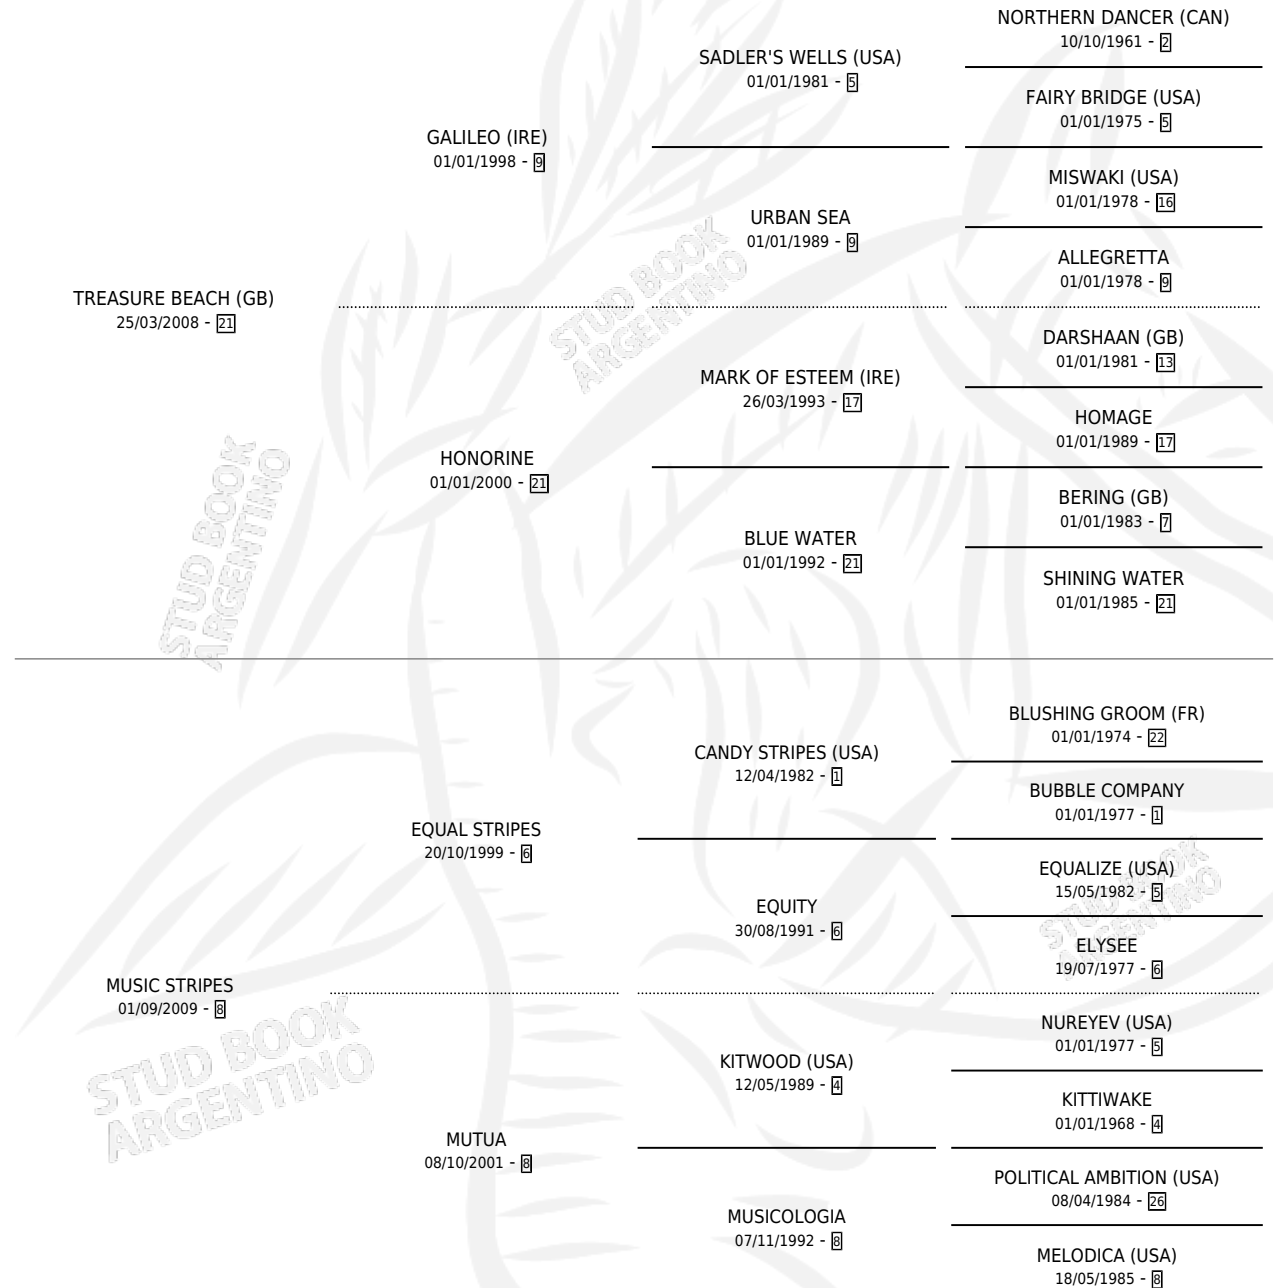 NORTHERN DANCER (CAN)
10/10/1961 - 2
SADLER'S WELLS (USA)
01/01/1981 - 5
FAIRY BRIDGE (USA)
01/01/1975 - 5
GALILEO (IRE)
01/01/1998 - 9
MISWAKI (USA)
01/01/1978 - 16
URBAN SEA
01/01/1989 - 9
ALLEGRETTA
01/01/1978 - 9
TREASURE BEACH (GB)
25/03/2008 - 21
STUD BOOK
ARGENTINO
DARSHAAN (GB)
01/01/1981 - 13
MARK OF ESTEEM (IRE)
26/03/1993 - 17
HOMAGE
01/01/1989 - 17
HONORINE
01/01/2000 - 21
BERING (GB)
01/01/1983 - 7
BLUE WATER
01/01/1992 - 21
SHINING WATER
01/01/1985 - 21
STUD BOOK
ARGENTINO
BLUSHING GROOM (FR)
01/01/1974 - 22
CANDY STRIPES (USA)
12/04/1982 - 1
BUBBLE COMPANY
01/01/1977 - 1
EQUAL STRIPES
20/10/1999 - 6
EQUALIZE (USA)
15/05/1982 - 5
EQUITY
30/08/1991 - 6
ELYSEE
19/07/1977 - 6
STUD BOOK
ARGENTINO
MUSIC STRIPES
01/09/2009 - 8
STUD BOOK
ARGENTINO
NUREYEV (USA)
01/01/1977 - 5
KITWOOD (USA)
12/05/1989 - 4
KITTIWAKE
01/01/1968 - 4
MUTUA
08/10/2001 - 8
POLITICAL AMBITION (USA)
08/04/1984 - 26
MUSICOLOGIA
07/11/1992 - 8
MELODICA (USA)
18/05/1985 - 8